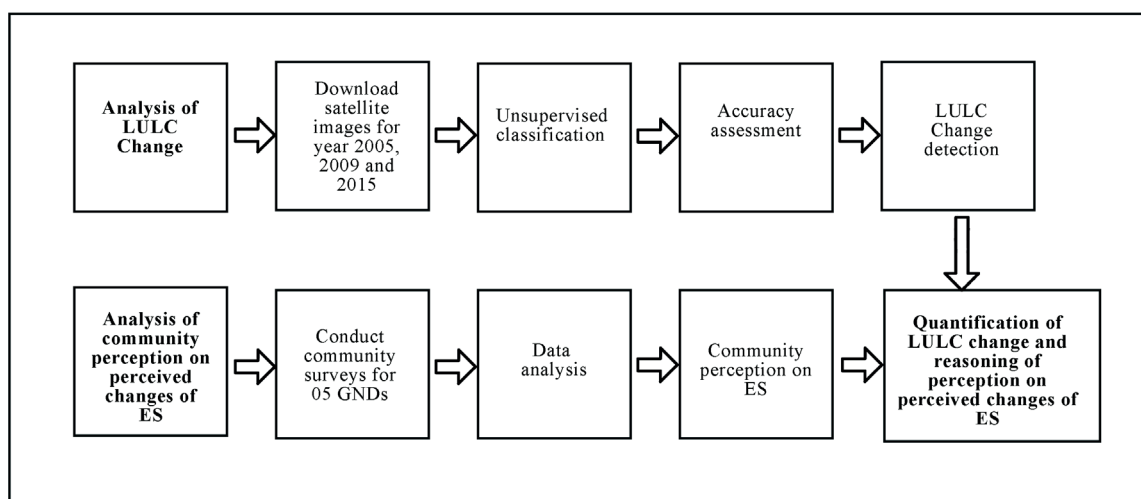 Analysis of
LULC
Change
Download
satellite
images for
year 2005,
2009 and
2015
Unsupervised
classification
Accuracy
assessment
LULC
Change
detection
Analysis of
community
perception on
perceived
changes of
ES
Conduct
community
surveys for
05 GNDs
Data
analysis
Community
perception on
ES
Quantification of
LULC change and
reasoning of
perception on
perceived changes of
ES